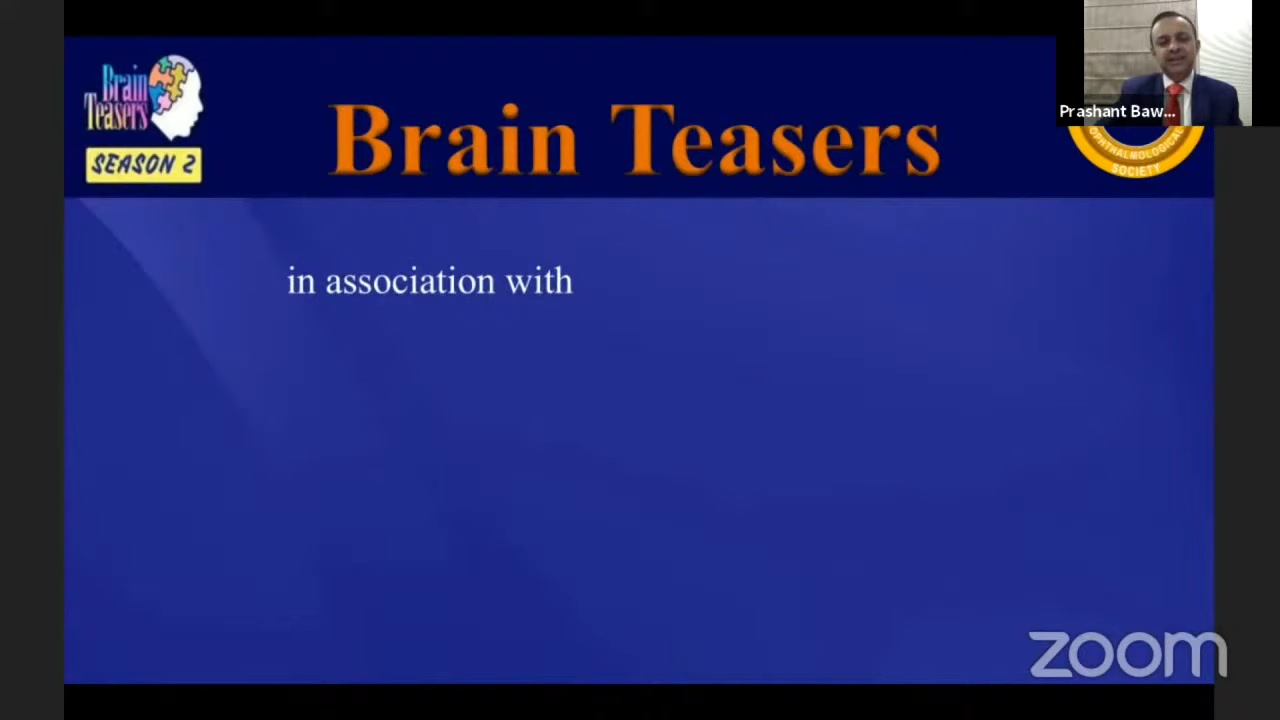 Brain
Teasers
SEASON 2
Brain Teasers
Prashant Baw...
OPHTHALMOLOGICAL
SOCIETY
in association with
zoom